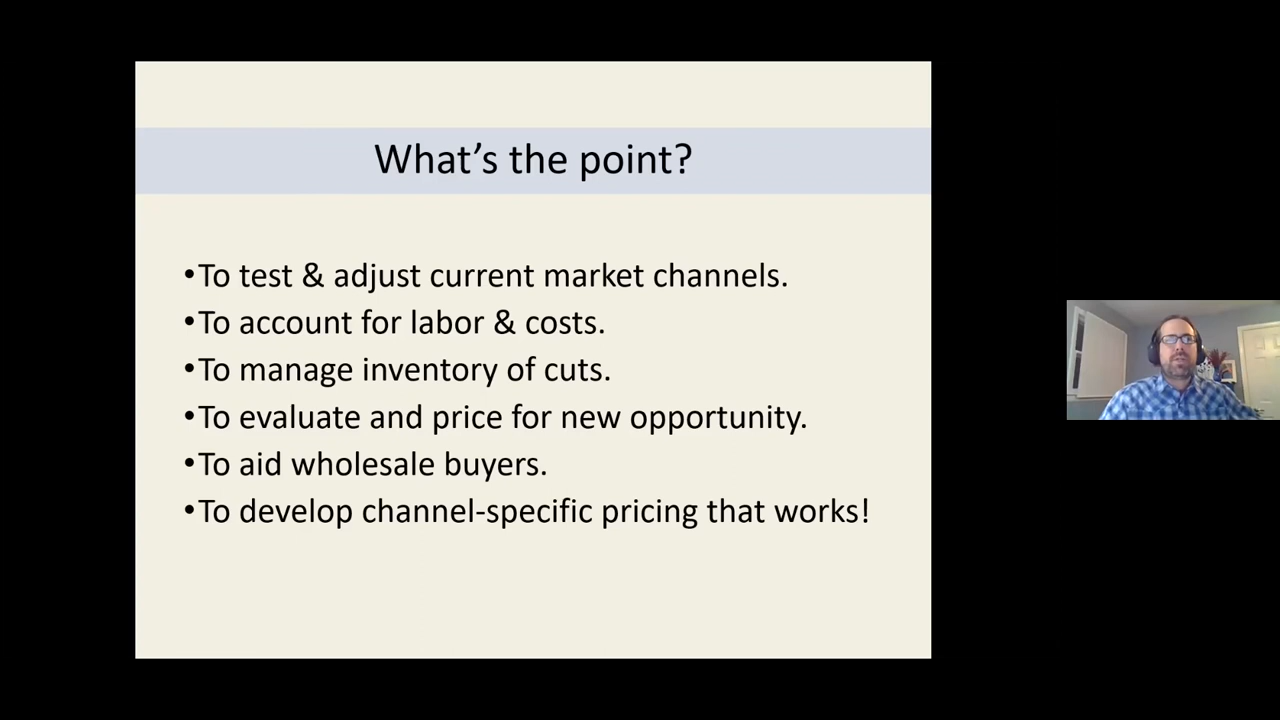 What’s the point?
•To test & adjust current market channels.
•To account for labor & costs.
•To manage inventory of cuts.
•To evaluate and price for new opportunity.
•To aid wholesale buyers.
•To develop channel-specific pricing that works!